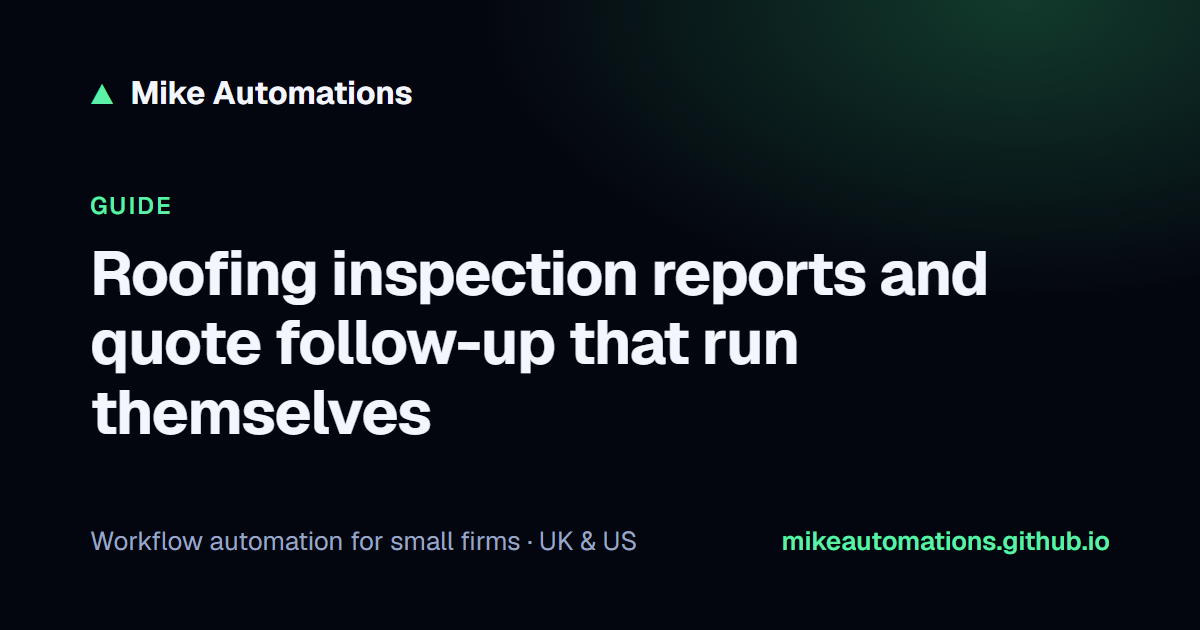 Mike Automations
GUIDE
Roofing inspection reports and
quote follow-up that run
themselves
Workflow automation for small firms · UK & US
mikeautomations.github.io